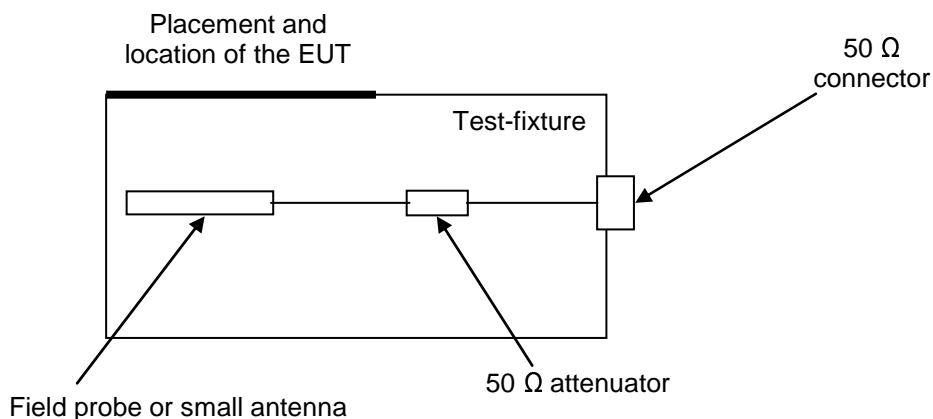 Placement and
location of the EUT
50 Ω
connector
Test-fixture
50 Ω attenuator
Field probe or small antenna